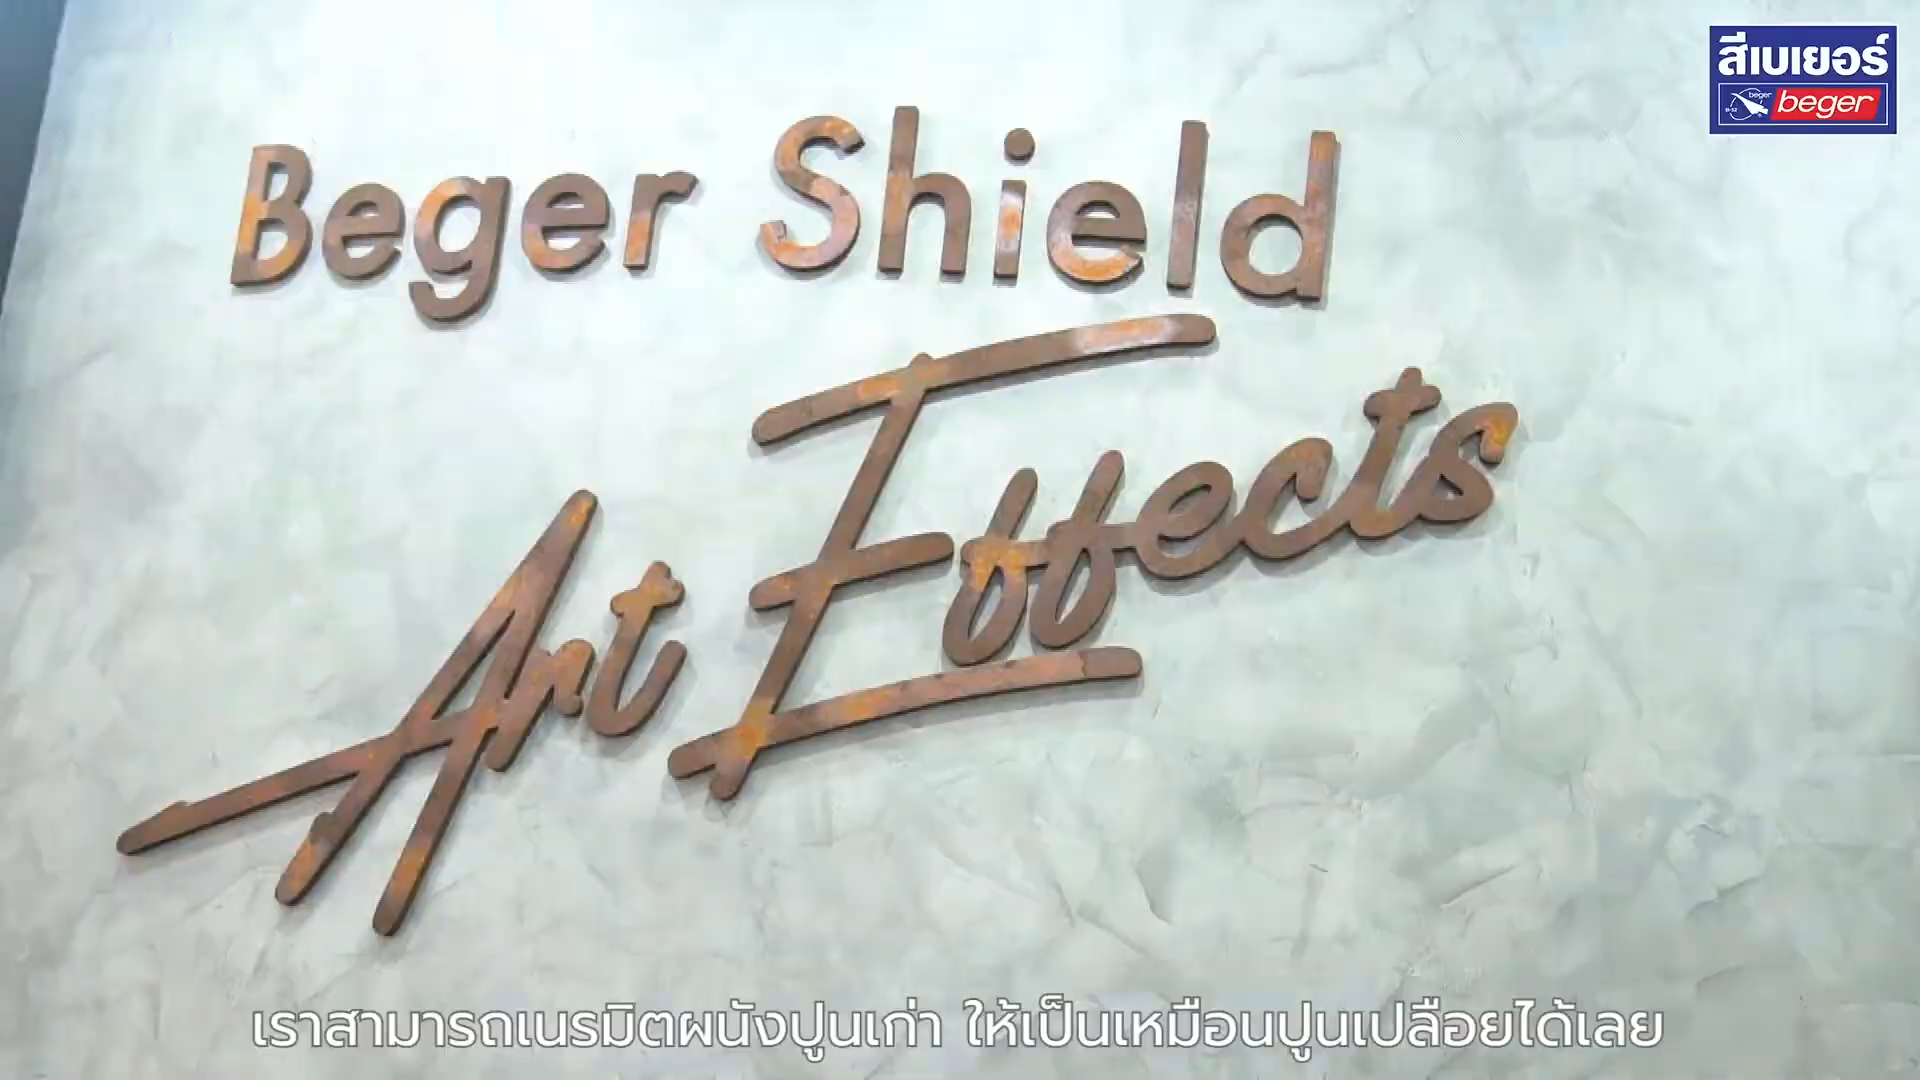 สีเบเยอร์
beger
B-52
beger
Beger Shield
Art Effects
เราสามารถเนรมิตผนังปูนเก่า ให้เป็นเหมือนปูนเปลือยได้เลย